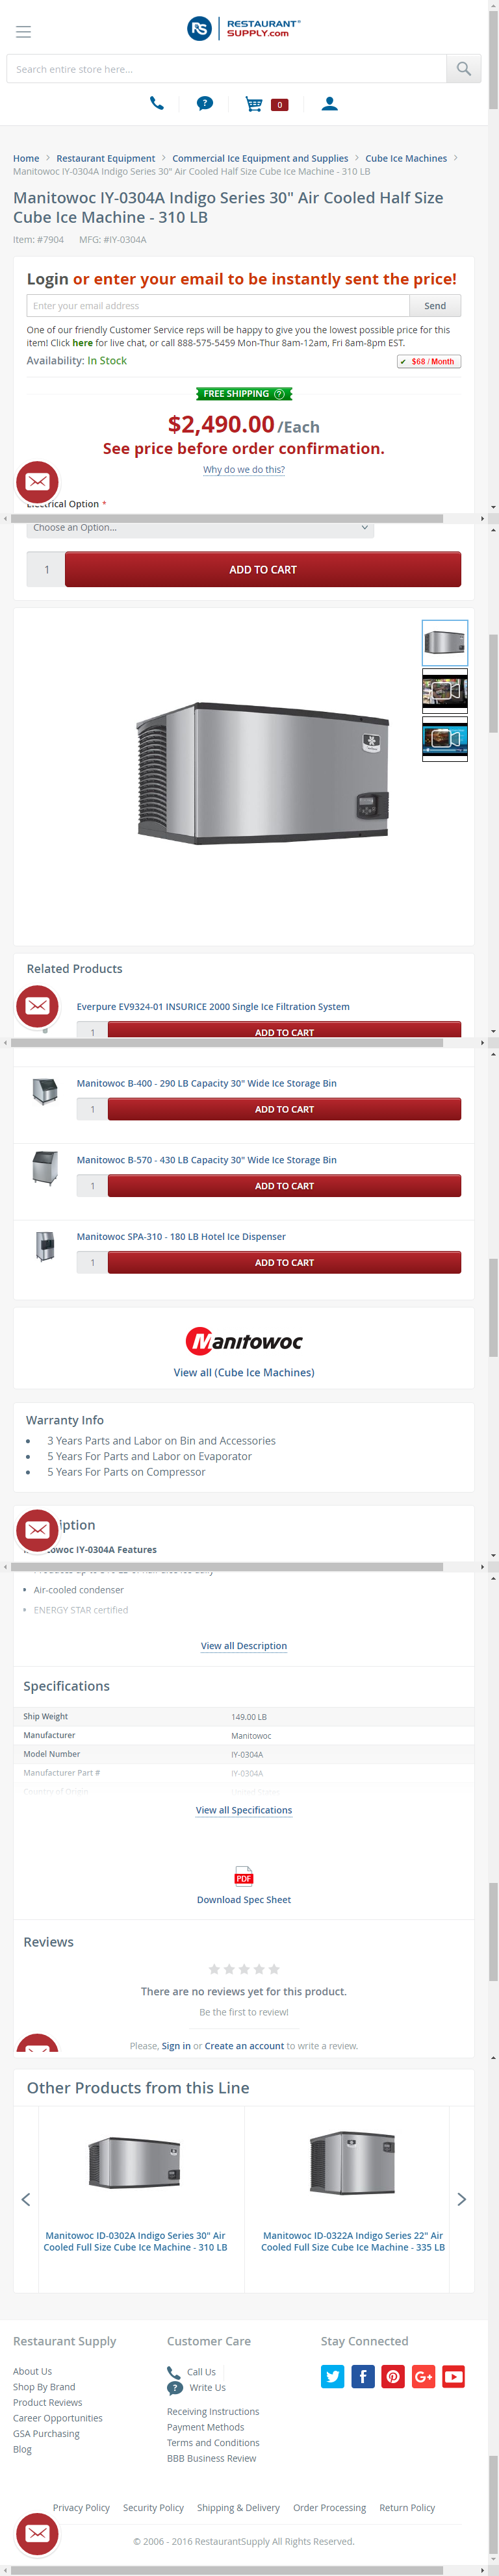 RS RESTAURANT
SUPPLY.com
Search entire store here...
? 0
Home > Restaurant Equipment > Commercial Ice Equipment and Supplies > Cube Ice Machines >
Manitowoc IY-0304A Indigo Series 30" Air Cooled Half Size Cube Ice Machine - 310 LB
Manitowoc IY-0304A Indigo Series 30" Air Cooled Half Size
Cube Ice Machine - 310 LB
Item: #7904 MFG: #IY-0304A
Login or enter your email to be instantly sent the price!
Enter your email address Send
One of our friendly Customer Service reps will be happy to give you the lowest possible price for this
item! Click here for live chat, or call 888-575-5459 Mon-Thur 8am-12am, Fri 8am-8pm EST.
Availability: In Stock ✔ $68 / Month
FREE SHIPPING ?
$2,490.00 /Each
See price before order confirmation.
Why do we do this?
Electrical Option *
Choose an Option...
1 ADD TO CART
Related Products
Everpure EV9324-01 INSURICE 2000 Single Ice Filtration System
1 ADD TO CART
Manitowoc B-400 - 290 LB Capacity 30" Wide Ice Storage Bin
1 ADD TO CART
Manitowoc B-570 - 430 LB Capacity 30" Wide Ice Storage Bin
1 ADD TO CART
Manitowoc SPA-310 - 180 LB Hotel Ice Dispenser
1 ADD TO CART
Manitowoc
View all (Cube Ice Machines)
Warranty Info
• 3 Years Parts and Labor on Bin and Accessories
• 5 Years For Parts and Labor on Evaporator
• 5 Years For Parts on Compressor
iption
towoc IY-0304A Features
• Air-cooled condenser
• ENERGY STAR certified
View all Description
Specifications
Ship Weight 149.00 LB
Manufacturer Manitowoc
Model Number IY-0304A
Manufacturer Part # IY-0304A
Country of Origin United States
View all Specifications
PDF
Download Spec Sheet
Reviews
There are no reviews yet for this product.
Be the first to review!
Please, Sign in or Create an account to write a review.
Other Products from this Line
Manitowoc ID-0302A Indigo Series 30" Air
Cooled Full Size Cube Ice Machine - 310 LB
Manitowoc ID-0322A Indigo Series 22" Air
Cooled Full Size Cube Ice Machine - 335 LB
Restaurant Supply
About Us
Shop By Brand
Product Reviews
Career Opportunities
GSA Purchasing
Blog
Customer Care
Call Us
? Write Us
Receiving Instructions
Payment Methods
Terms and Conditions
BBB Business Review
Stay Connected
f G+ YouTube
Privacy Policy Security Policy Shipping & Delivery Order Processing Return Policy
© 2006 - 2016 RestaurantSupply All Rights Reserved.